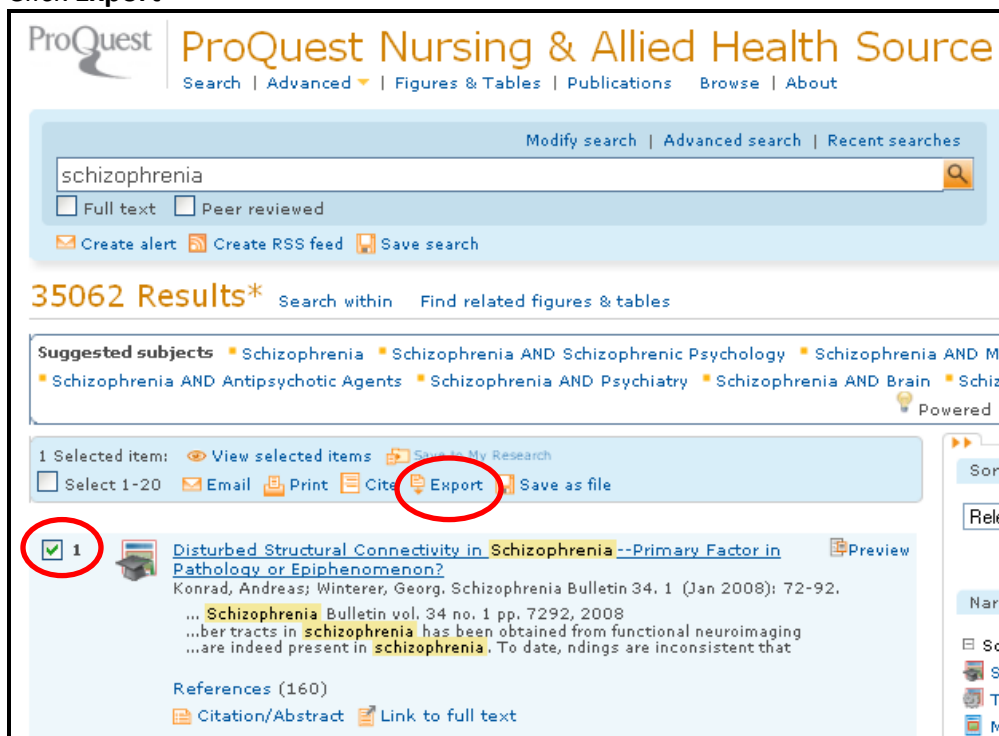 Click Export
ProQuest
ProQuest Nursing & Allied Health Source
Search | Advanced | Figures & Tables | Publications Browse | About
Modify search | Advanced search | Recent searches
schizophrenia
Full text Peer reviewed
Create alert Create RSS feed Save search
35062 Results* Search within Find related figures & tables
Suggested subjects Schizophrenia Schizophrenia AND Schizophrenic Psychology Schizophrenia AND M
Schizophrenia AND Antipsychotic Agents Schizophrenia AND Psychiatry Schizophrenia AND Brain Schiz
Powered
1 Selected item: View selected items Save to My Research
Select 1-20 Email Print Cite Export Save as file
Sor
Rele
1 Disturbed Structural Connectivity in Schizophrenia--Primary Factor in Preview
Pathology or Epiphenomenon?
Konrad, Andreas; Winterer, Georg. Schizophrenia Bulletin 34. 1 (Jan 2008): 72-92.
... Schizophrenia Bulletin vol. 34 no. 1 pp. 7292, 2008
...ber tracts in schizophrenia has been obtained from functional neuroimaging
...are indeed present in schizophrenia. To date, ndings are inconsistent that
Nar
So
S
T
M
References (160)
Citation/Abstract Link to full text